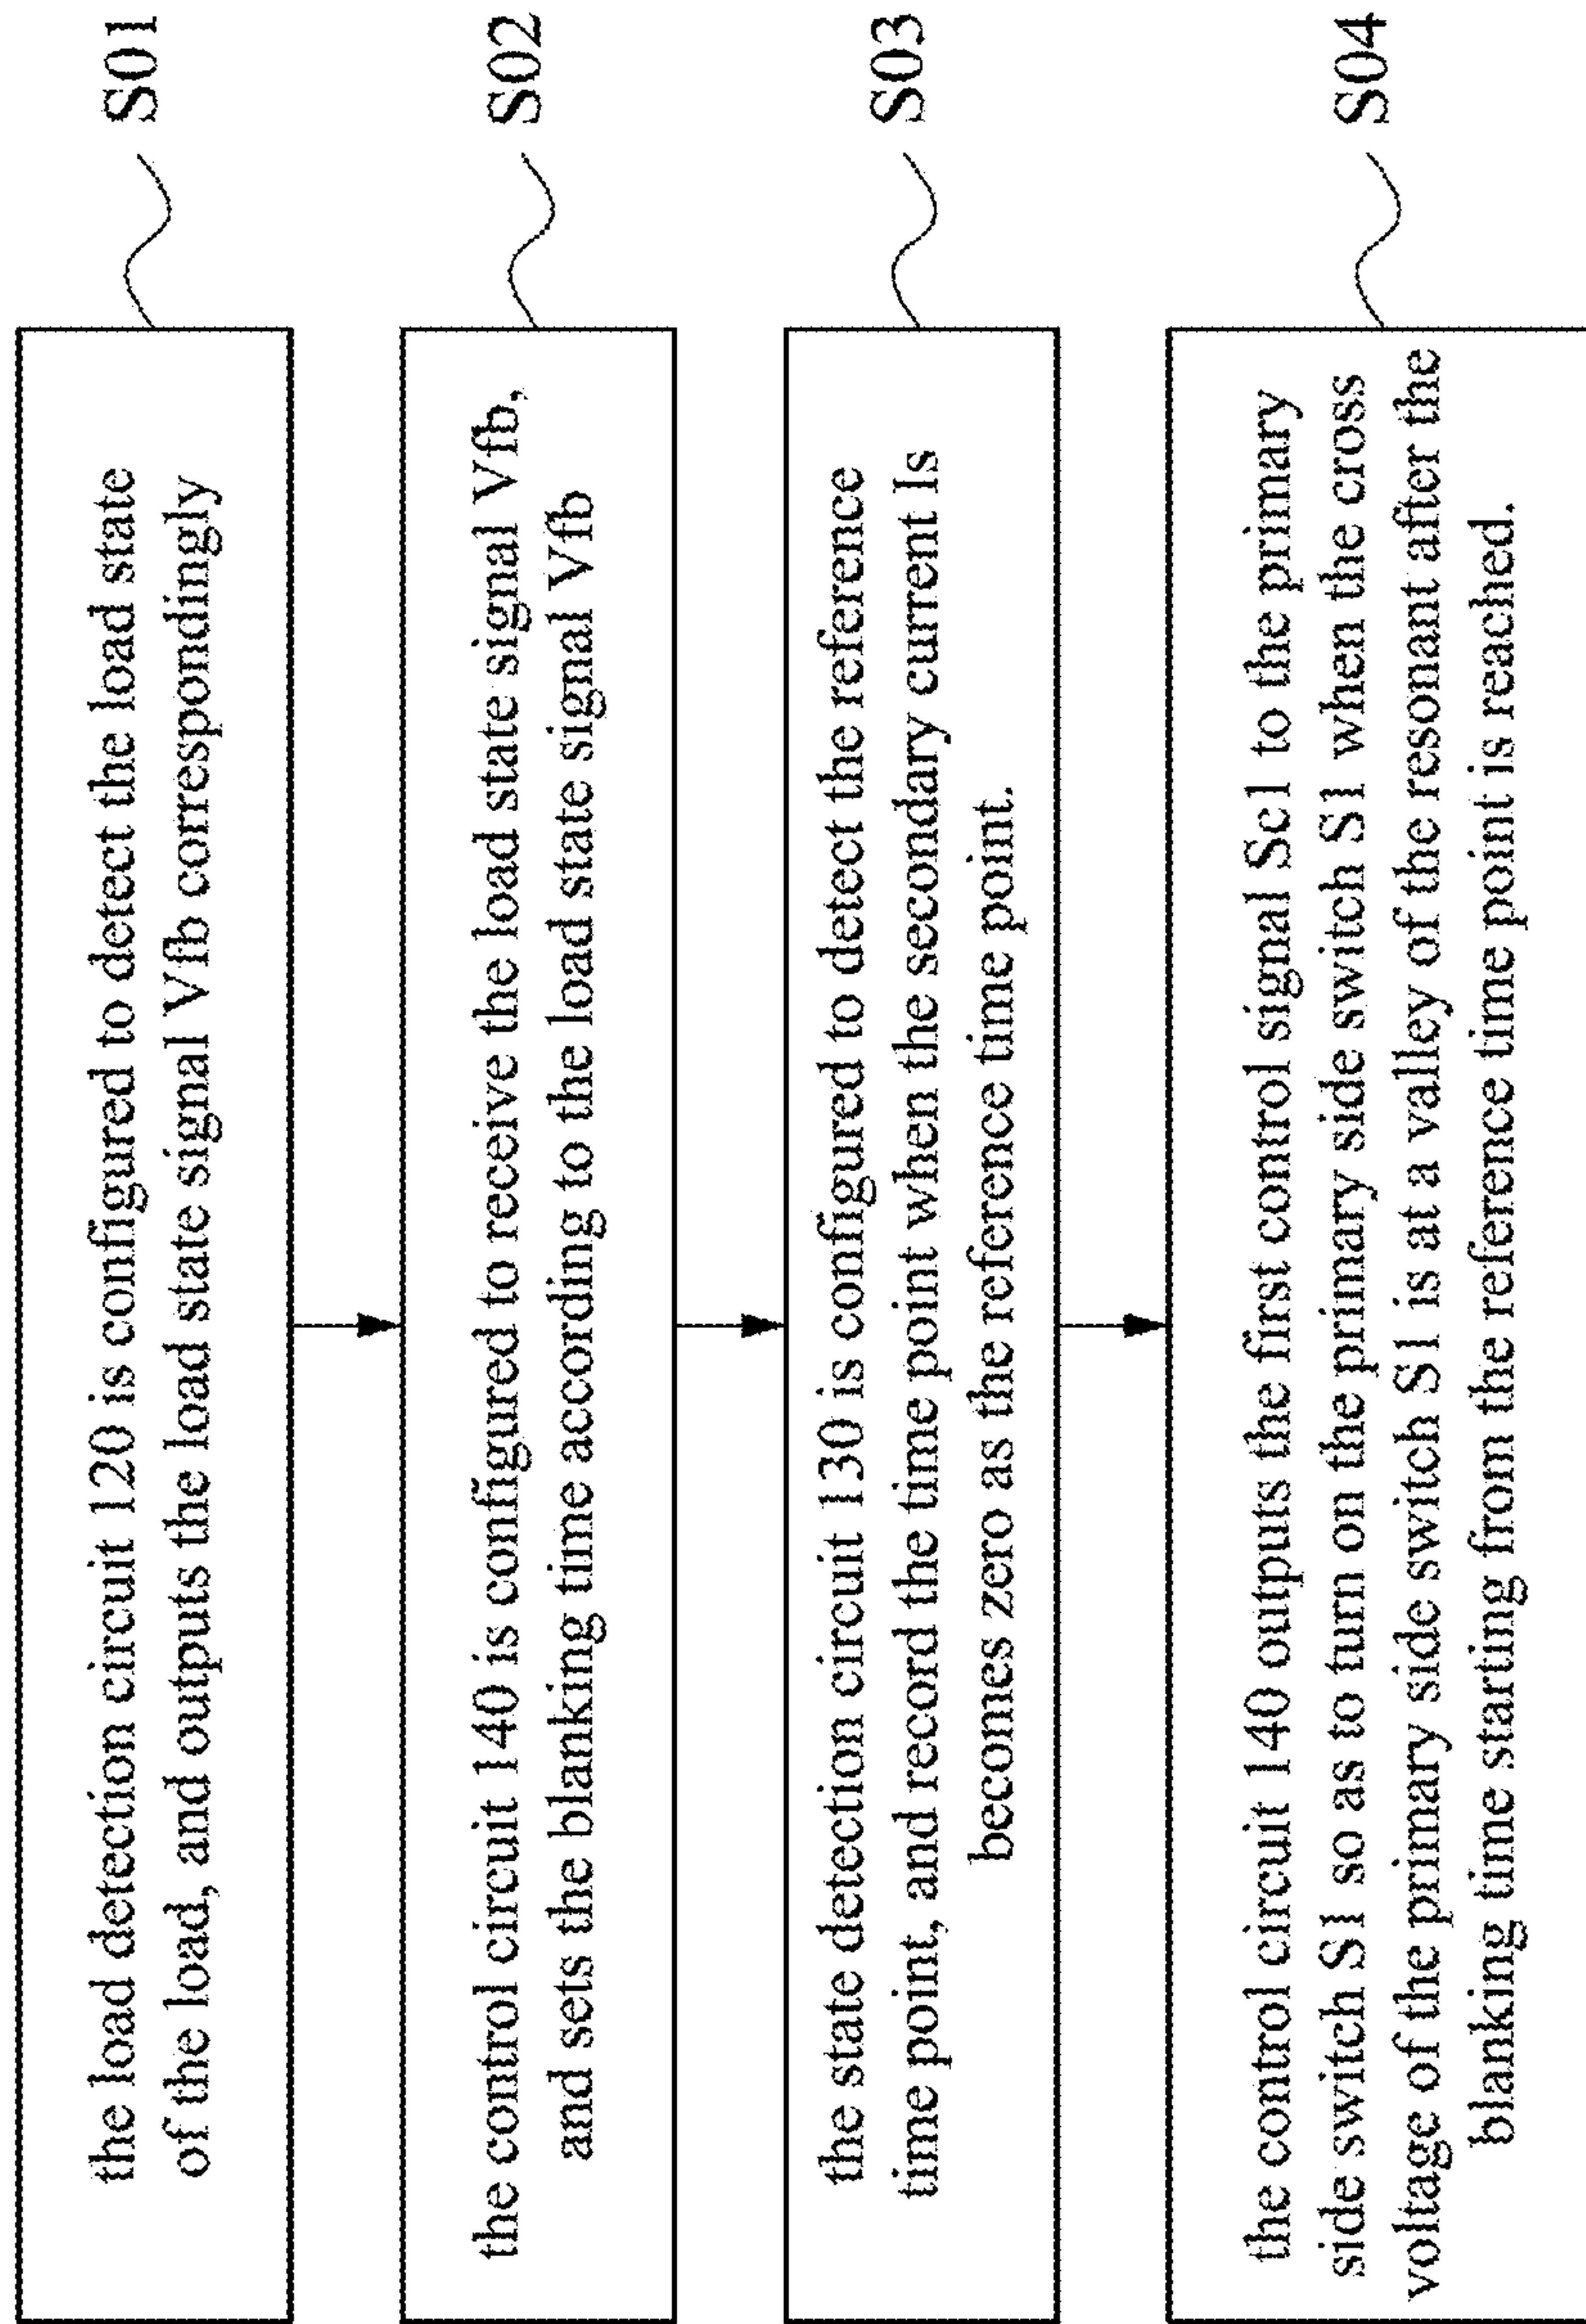 the load detection circuit 120 is configured to detect the load state
of the load, and outputs the load state signal Vfb correspondingly
S01
the control circuit 140 is configured to receive the load state signal Vfb,
and sets the blanking time according to the load state signal Vfb
S02
the state detection circuit 130 is configured to detect the reference
time point, and record the time point when the secondary current Is
becomes zero as the reference time point.
S03
the control circuit 140 outputs the first control signal Sc1 to the primary
side switch S1 so as to turn on the primary side switch S1 when the cross
voltage of the primary side switch S1 is at a valley of the resonant after the
blanking time starting from the reference time point is reached.
S04